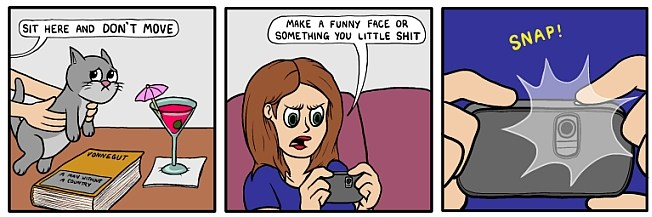 SIT HERE AND DON'T MOVE
VONNEGUT
A MAN WITHOUT
A COUNTRY
MAKE A FUNNY FACE OR
SOMETHING YOU LITTLE SHIT
SNAP!